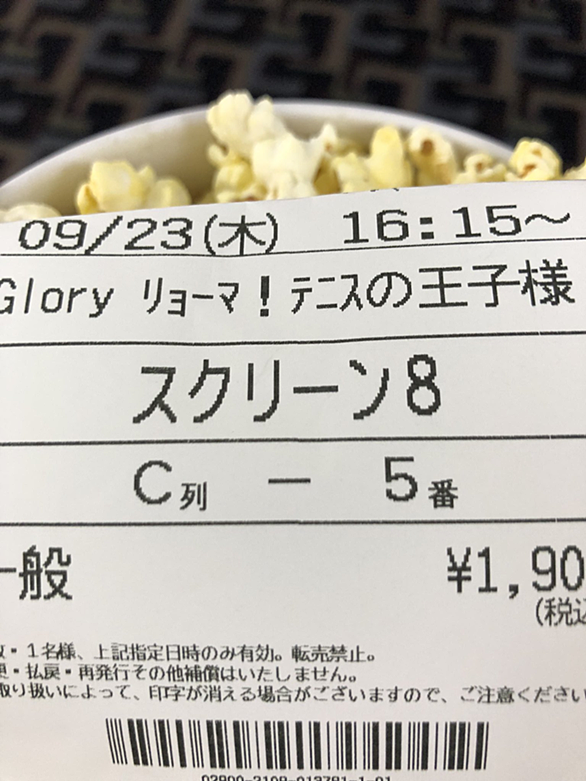 09/23(木) 16:15～
Glory リョーマ！テニスの王子様
スクリーン8
C列 － 5番
一般 ¥1,90
(税込
・1名様、上記指定日時のみ有効。転売禁止。
・払戻・再発行その他補償はいたしません。
取り扱いによって、印字が消える場合がございますので、ご注意ください